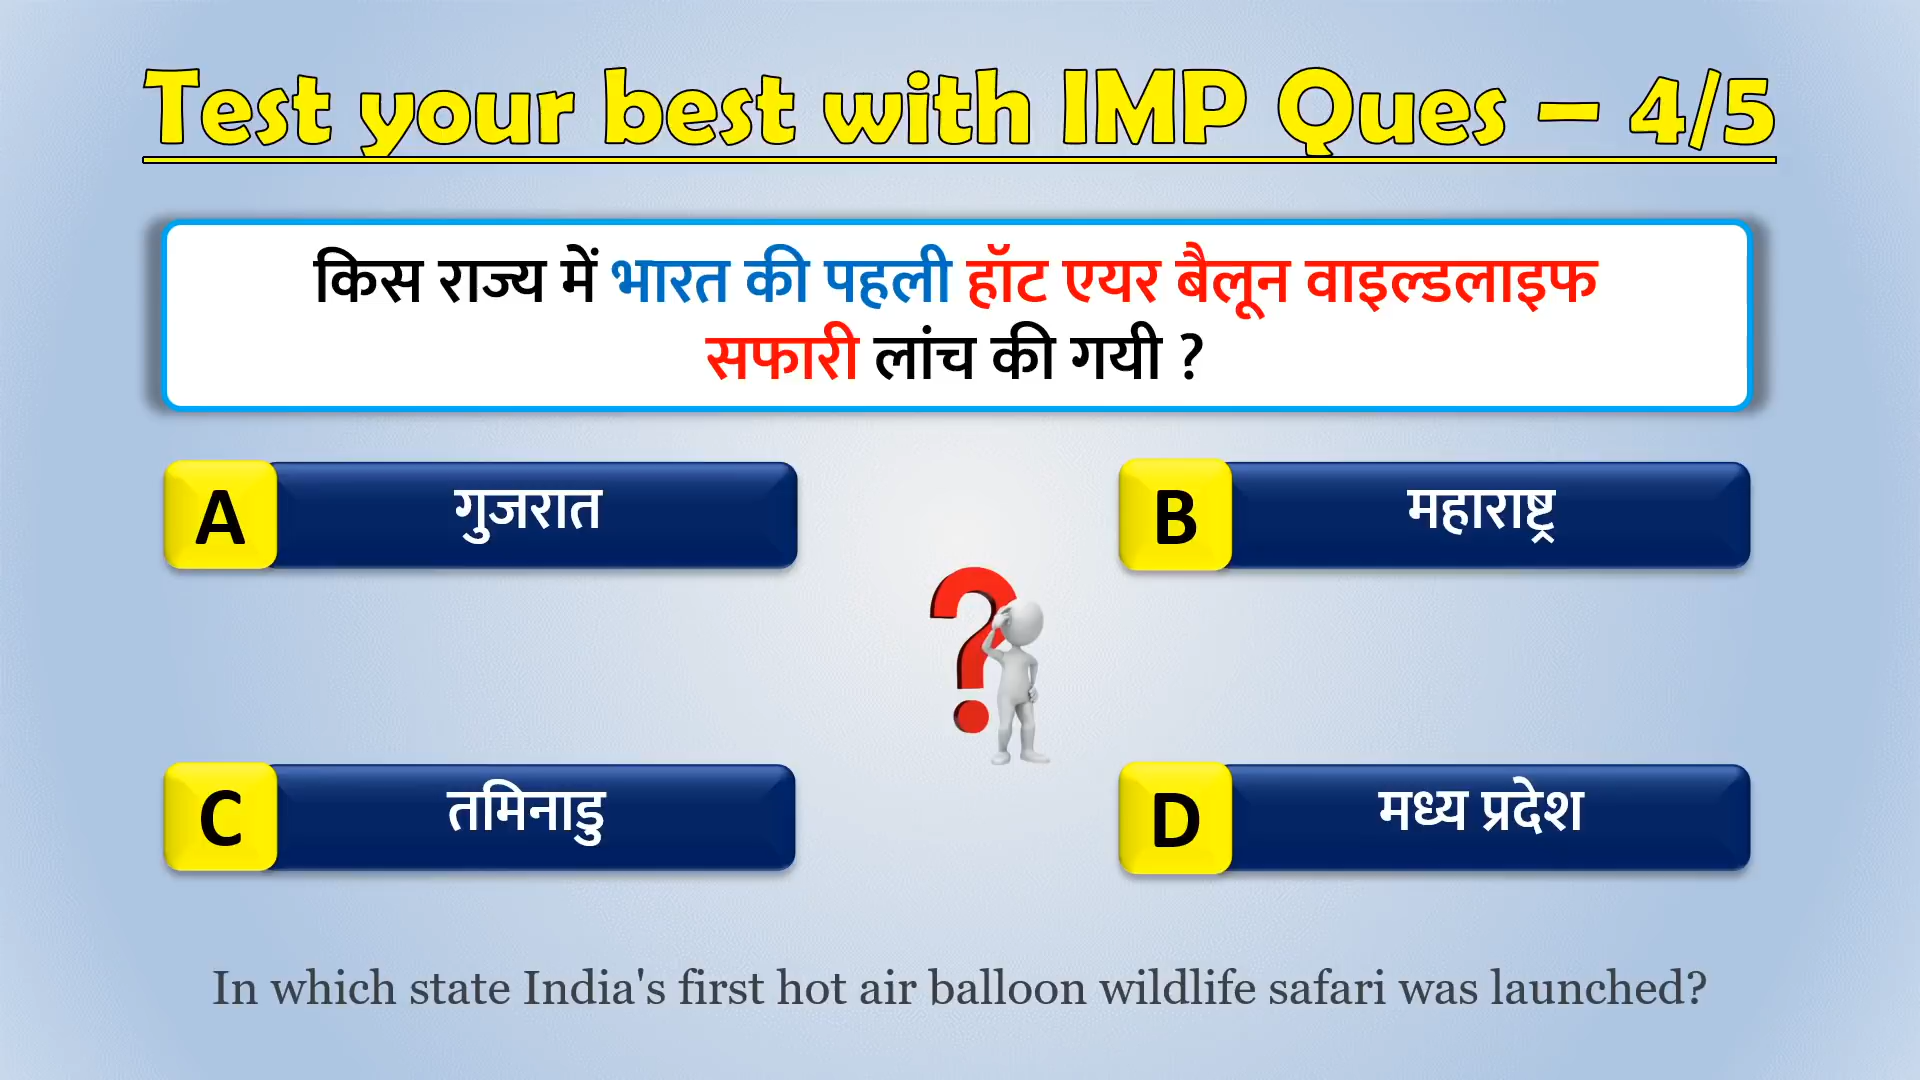 Test your best with IMP Ques – 4/5
किस राज्य में भारत की पहली हॉट एयर बैलून वाइल्डलाइफ
सफारी लांच की गयी ?
A गुजरात
B महाराष्ट्र
C तमिनाडु
D मध्य प्रदेश
In which state India's first hot air balloon wildlife safari was launched?